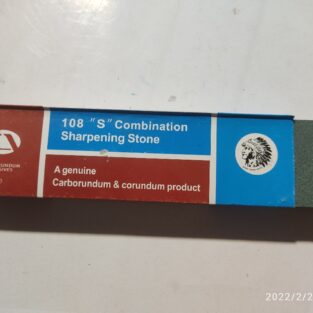 108 "S" Combination
Sharpening Stone
A genuine
Carborundum & corundum product
2022/2/2